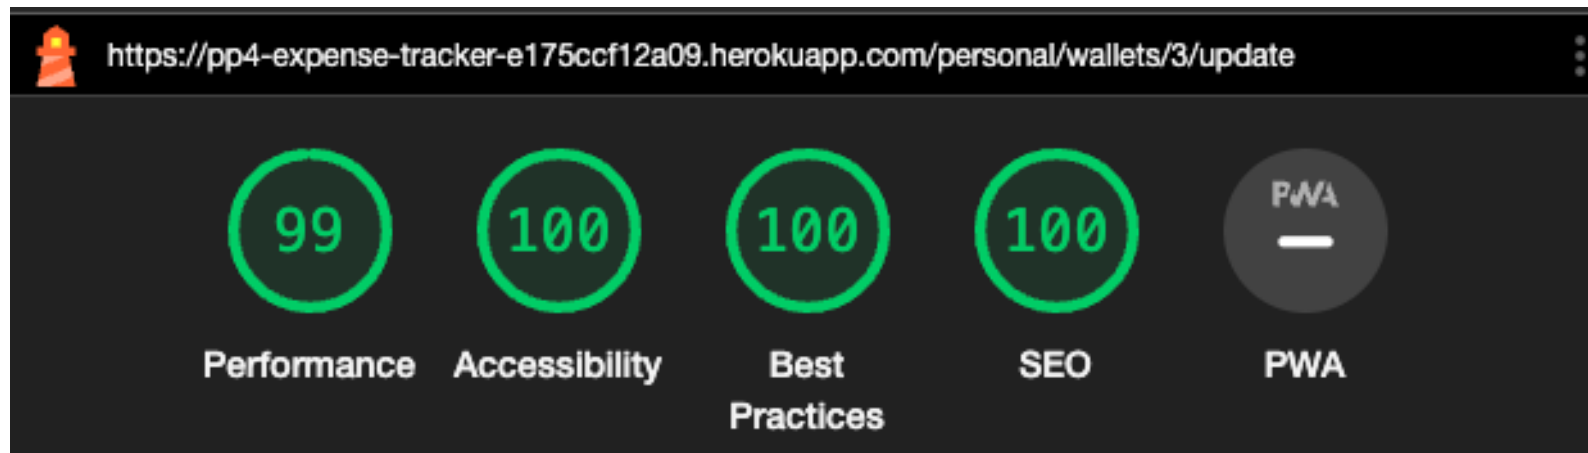 https://pp4-expense-tracker-e175ccf12a09.herokuapp.com/personal/wallets/3/update
99
100
100
100
PWA
Performance
Accessibility
Best
Practices
SEO
PWA